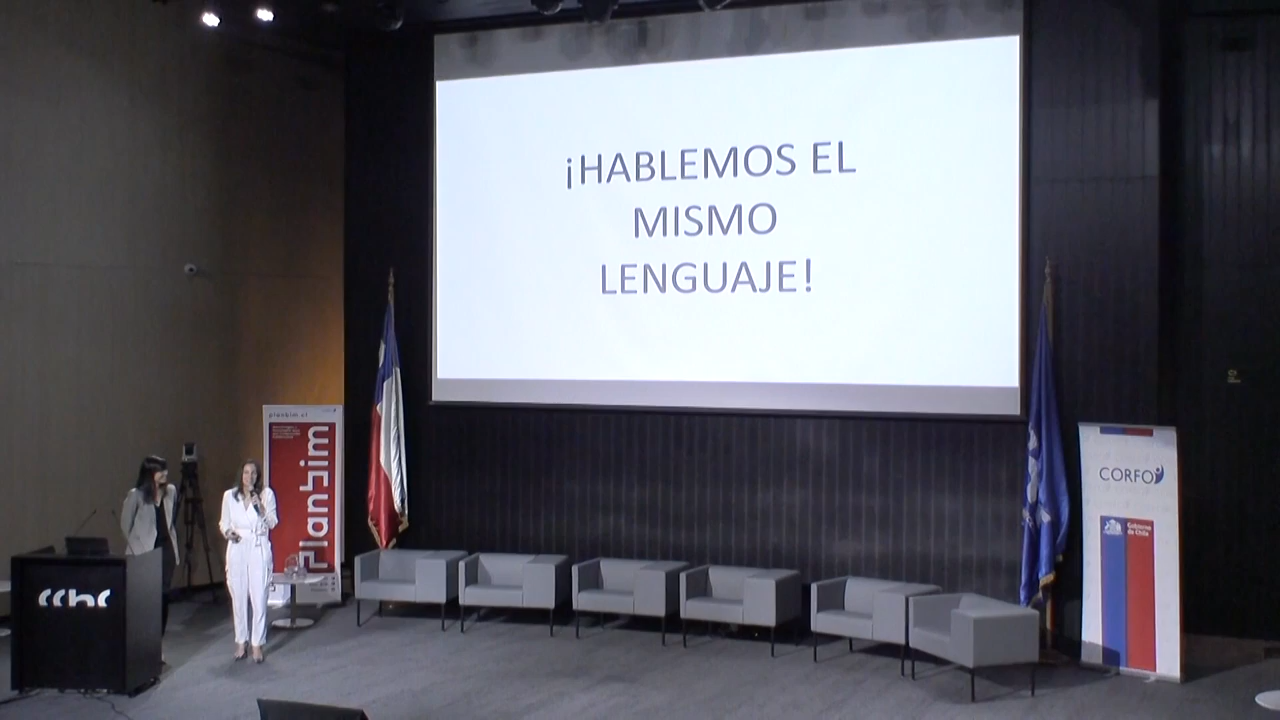 ¡HABLEMOS EL
MISMO
LENGUAJE!
planbim.cl
Planbim
CORFO
Gobierno
de Chile
cchc